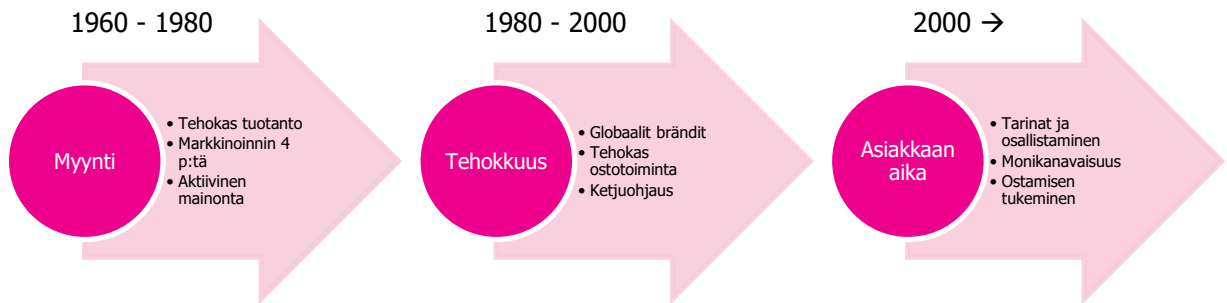 1960 - 1980
Myynti
• Tehokas tuotanto
• Markkinoinnin 4
p:tä
• Aktiivinen
mainonta
1980 - 2000
Tehokkuus
• Globaalit brändit
• Tehokas
ostotoiminta
• Ketjuohjaus
2000 →
Asiakkaan
aika
• Tarinat ja
osallistaminen
• Monikanavaisuus
• Ostamisen
tukeminen